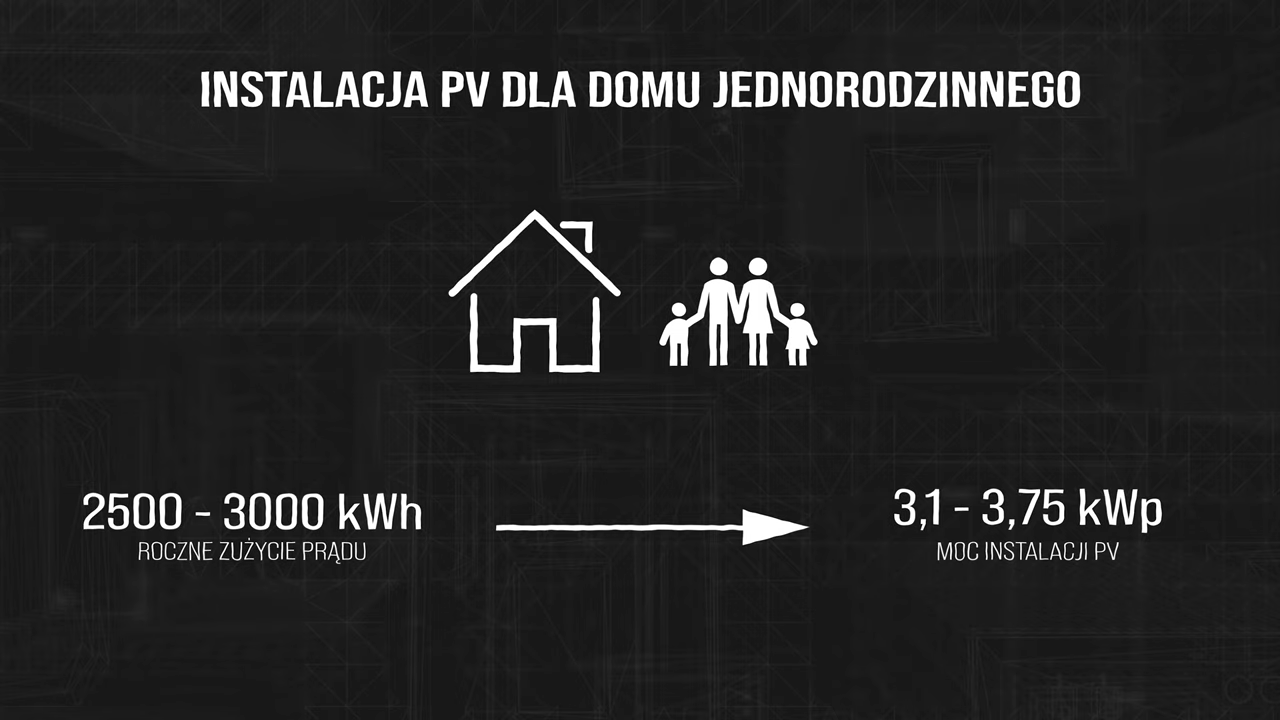 INSTALACJA PV DLA DOMU JEDNORODZINNEGO
2500 - 3000 kWh
ROCZNE ZUŻYCIE PRĄDU
3,1 - 3,75 kWp
MOC INSTALACJI PV